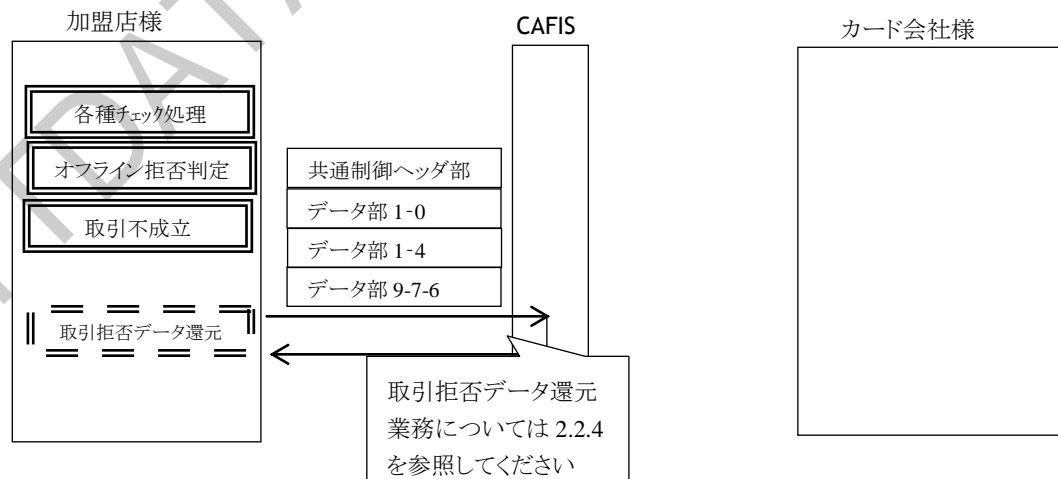 加盟店様
CAFIS
カード会社様
各種チェック処理
オフライン拒否判定
取引不成立
共通制御ヘッダ部
データ部 1-0
データ部 1-4
データ部 9-7-6
取引拒否データ還元
取引拒否データ還元
業務については 2.2.4
を参照してください